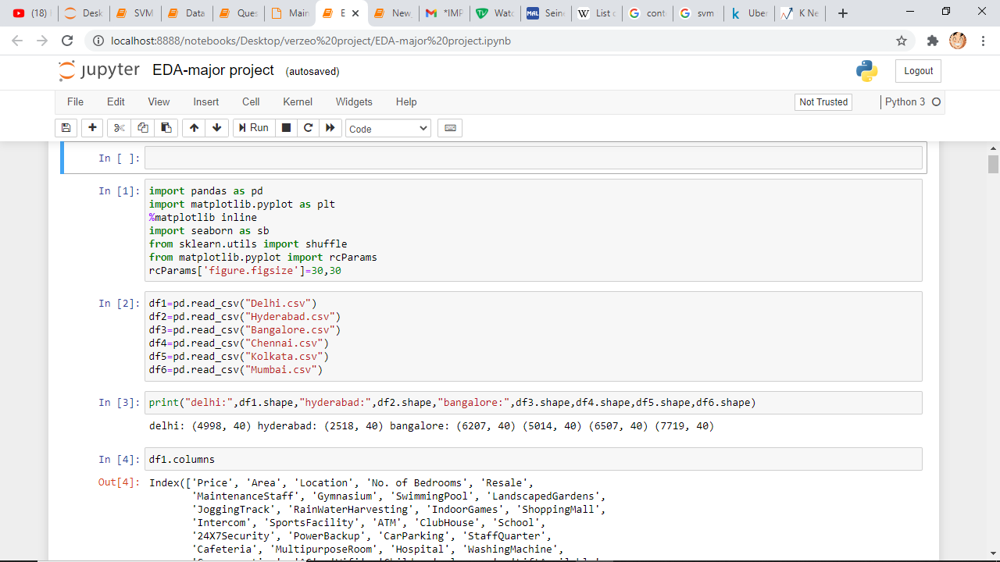 (18) Desk SVM Data Ques Main E New_ *IMP Watc MAL Seine W List o cont svm k Uber K Ne
localhost:8888/notebooks/Desktop/verzeo%20project/EDA-major%20project.ipynb
jupyter EDA-major project (autosaved) Logout
File Edit View Insert Cell Kernel Widgets Help Not Trusted Python 3
Run Code
In [ ]:
In [1]: import pandas as pd
import matplotlib.pyplot as plt
%matplotlib inline
import seaborn as sb
from sklearn.utils import shuffle
from matplotlib.pyplot import rcParams
rcParams['figure.figsize']=30,30
In [2]: df1=pd.read_csv("Delhi.csv")
df2=pd.read_csv("Hyderabad.csv")
df3=pd.read_csv("Bangalore.csv")
df4=pd.read_csv("Chennai.csv")
df5=pd.read_csv("Kolkata.csv")
df6=pd.read_csv("Mumbai.csv")
In [3]: print("delhi:",df1.shape,"hyderabad:",df2.shape,"bangalore:",df3.shape,df4.shape,df5.shape,df6.shape)
delhi: (4998, 40) hyderabad: (2518, 40) bangalore: (6207, 40) (5014, 40) (6507, 40) (7719, 40)
In [4]: df1.columns
Out[4]: Index(['Price', 'Area', 'Location', 'No. of Bedrooms', 'Resale',
'MaintenanceStaff', 'Gymnasium', 'SwimmingPool', 'LandscapedGardens',
'JoggingTrack', 'RainWaterHarvesting', 'IndoorGames', 'ShoppingMall',
'Intercom', 'SportsFacility', 'ATM', 'ClubHouse', 'School',
'24X7Security', 'PowerBackup', 'CarParking', 'StaffQuarter',
'Cafeteria', 'MultipurposeRoom', 'Hospital', 'WashingMachine',